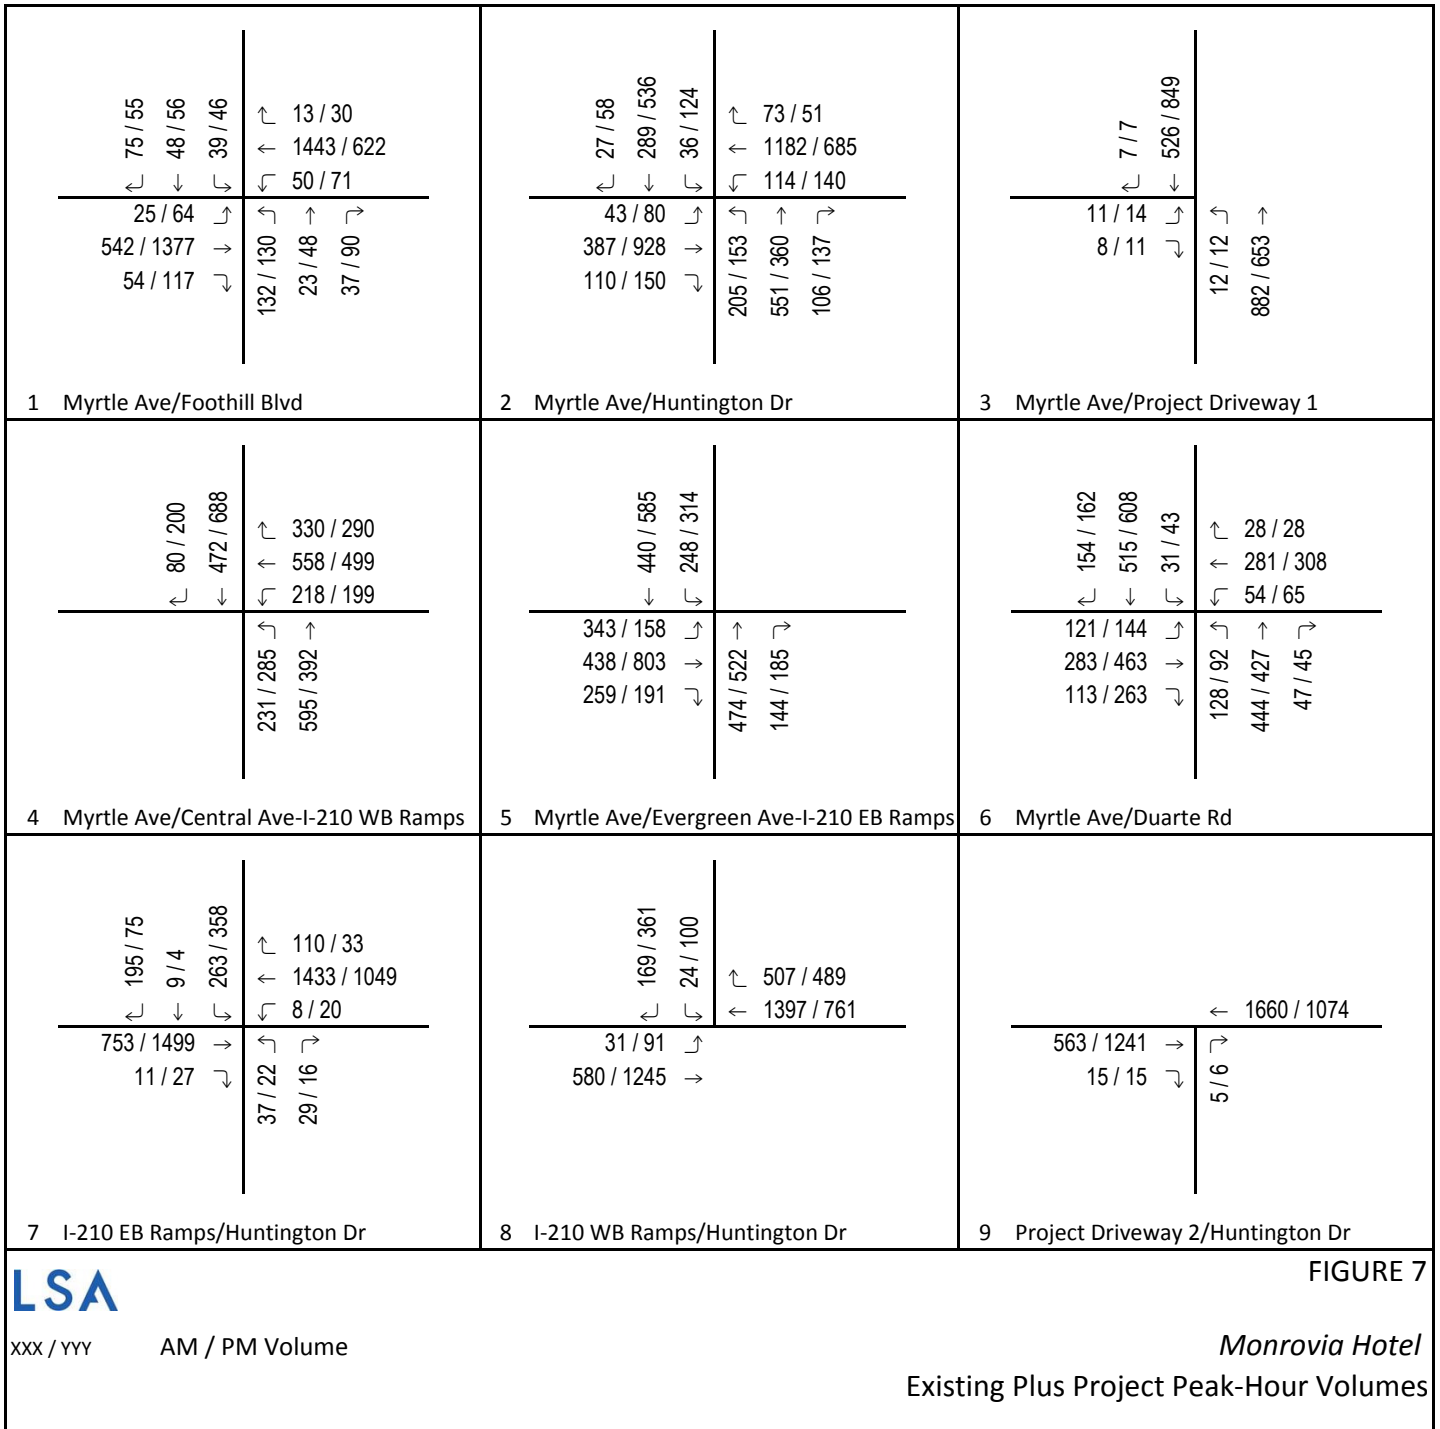 75 / 55
48 / 56
39 / 46
13 / 30
1443 / 622
50 / 71
25 / 64
542 / 1377
54 / 117
132 / 130
23 / 48
37 / 90
1 Myrtle Ave/Foothill Blvd
27 / 58
289 / 536
36 / 124
73 / 51
1182 / 685
114 / 140
43 / 80
387 / 928
110 / 150
205 / 153
551 / 360
106 / 137
2 Myrtle Ave/Huntington Dr
7 / 7
526 / 849
11 / 14
8 / 11
12 / 12
882 / 653
3 Myrtle Ave/Project Driveway 1
80 / 200
472 / 688
330 / 290
558 / 499
218 / 199
231 / 285
595 / 392
4 Myrtle Ave/Central Ave-I-210 WB Ramps
440 / 585
248 / 314
343 / 158
438 / 803
259 / 191
474 / 522
144 / 185
5 Myrtle Ave/Evergreen Ave-I-210 EB Ramps
154 / 162
515 / 608
31 / 43
28 / 28
281 / 308
54 / 65
121 / 144
283 / 463
113 / 263
128 / 92
444 / 427
47 / 45
6 Myrtle Ave/Duarte Rd
195 / 75
9 / 4
263 / 358
110 / 33
1433 / 1049
8 / 20
753 / 1499
11 / 27
37 / 22
29 / 16
7 I-210 EB Ramps/Huntington Dr
169 / 361
24 / 100
507 / 489
1397 / 761
31 / 91
580 / 1245
8 I-210 WB Ramps/Huntington Dr
1660 / 1074
563 / 1241
15 / 15
5 / 6
9 Project Driveway 2/Huntington Dr
LSA
FIGURE 7
XXX / YYY AM / PM Volume
Monrovia Hotel
Existing Plus Project Peak-Hour Volumes